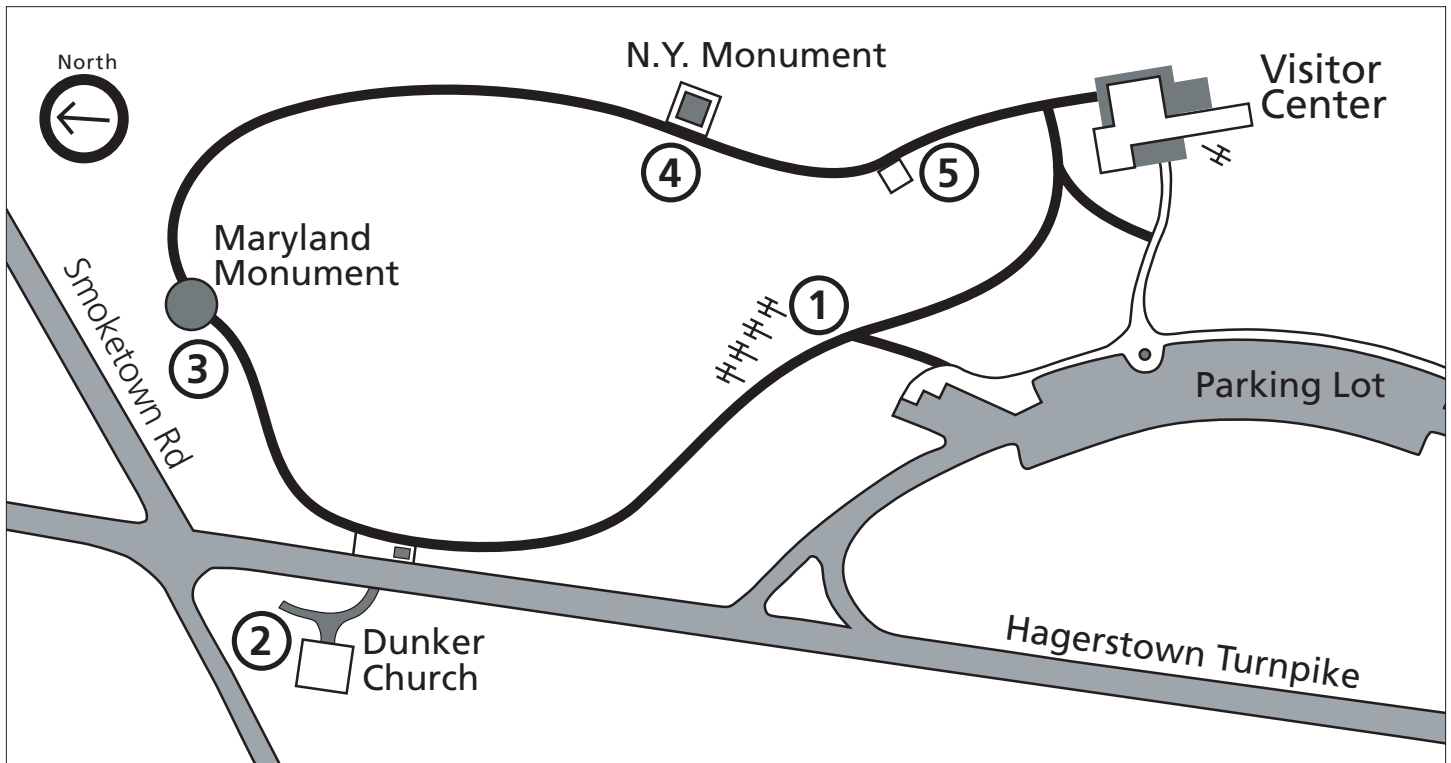 North
N.Y. Monument
Visitor
Center
4
5
Maryland
Monument
Smoketown Rd
1
3
Parking Lot
2
Dunker
Church
Hagerstown Turnpike